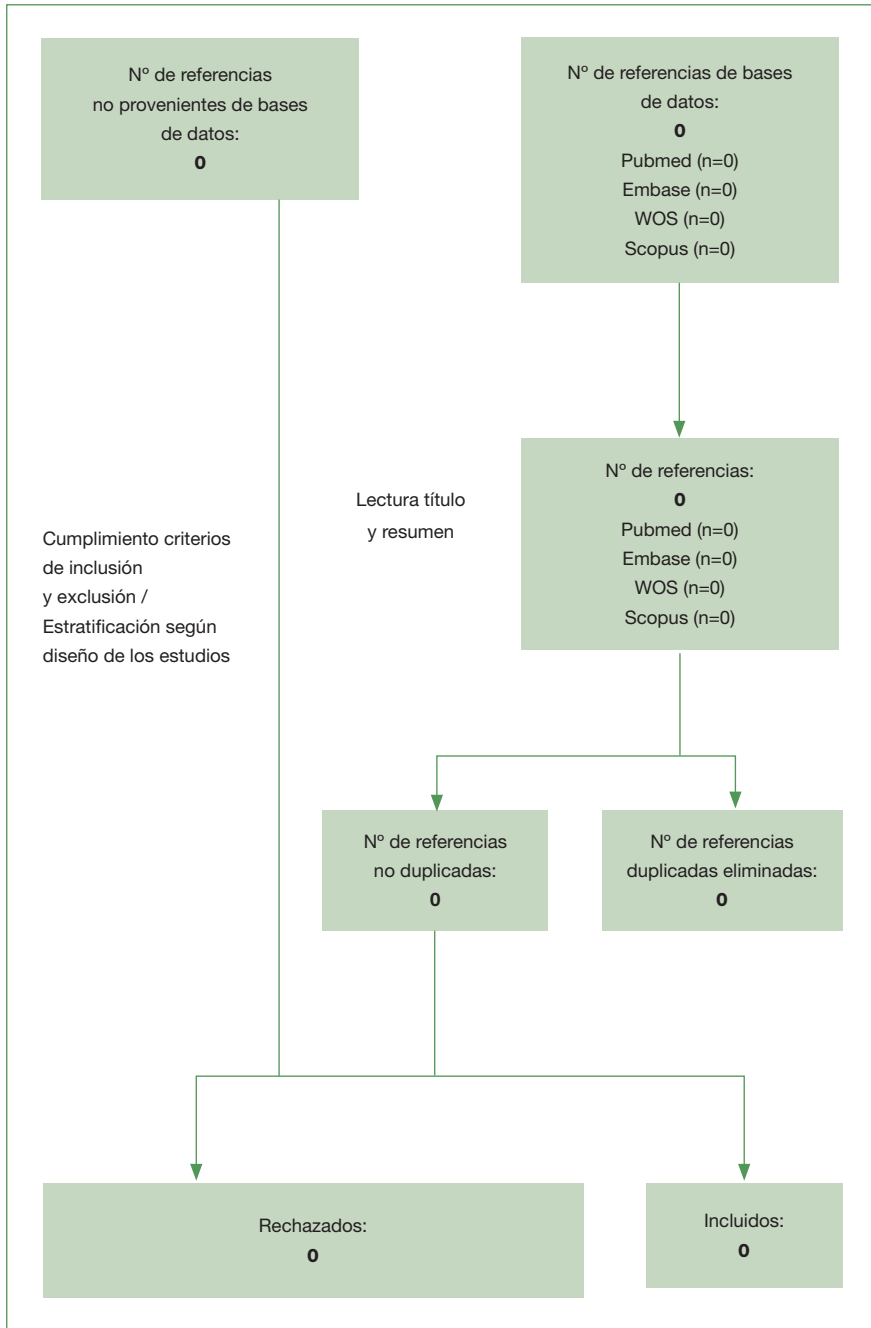 Nº de referencias
no provenientes de bases
de datos:
0
Nº de referencias de bases
de datos:
0
Pubmed (n=0)
Embase (n=0)
WOS (n=0)
Scopus (n=0)
Cumplimiento criterios
de inclusión
y exclusión /
Estratificación según
diseño de los estudios
Lectura título
y resumen
Nº de referencias:
0
Pubmed (n=0)
Embase (n=0)
WOS (n=0)
Scopus (n=0)
Nº de referencias
no duplicadas:
0
Nº de referencias
duplicadas eliminadas:
0
Rechazados:
0
Incluidos:
0